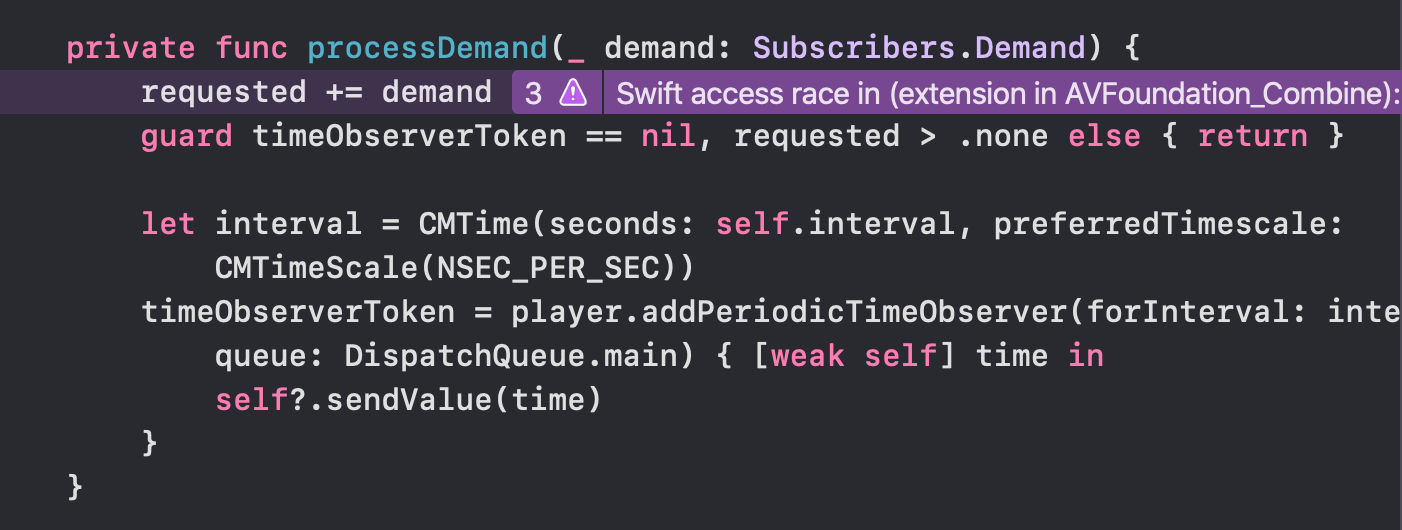 private func processDemand(_ demand: Subscribers.Demand) {
requested += demand 3 Swift access race in (extension in AVFoundation_Combine):
guard timeObserverToken == nil, requested > .none else { return }
let interval = CMTime(seconds: self.interval, preferredTimescale:
CMTimeScale(NSEC_PER_SEC))
timeObserverToken = player.addPeriodicTimeObserver(forInterval: inte
queue: DispatchQueue.main) { [weak self] time in
self?.sendValue(time)
}
}